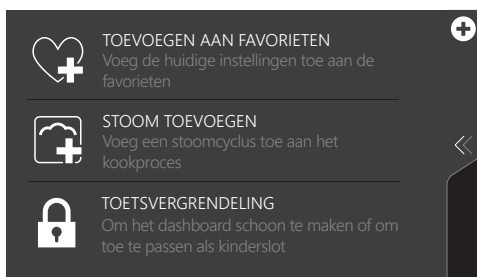 TOEVOEGEN AAN FAVORIETEN
Voeg de huidige instellingen toe aan de
favorieten
STOOM TOEVOEGEN
Voeg een stoomcyclus toe aan het
kookproces
TOETSVERGRENDELING
Om het dashboard schoon te maken of om
toe te passen als kinderslot